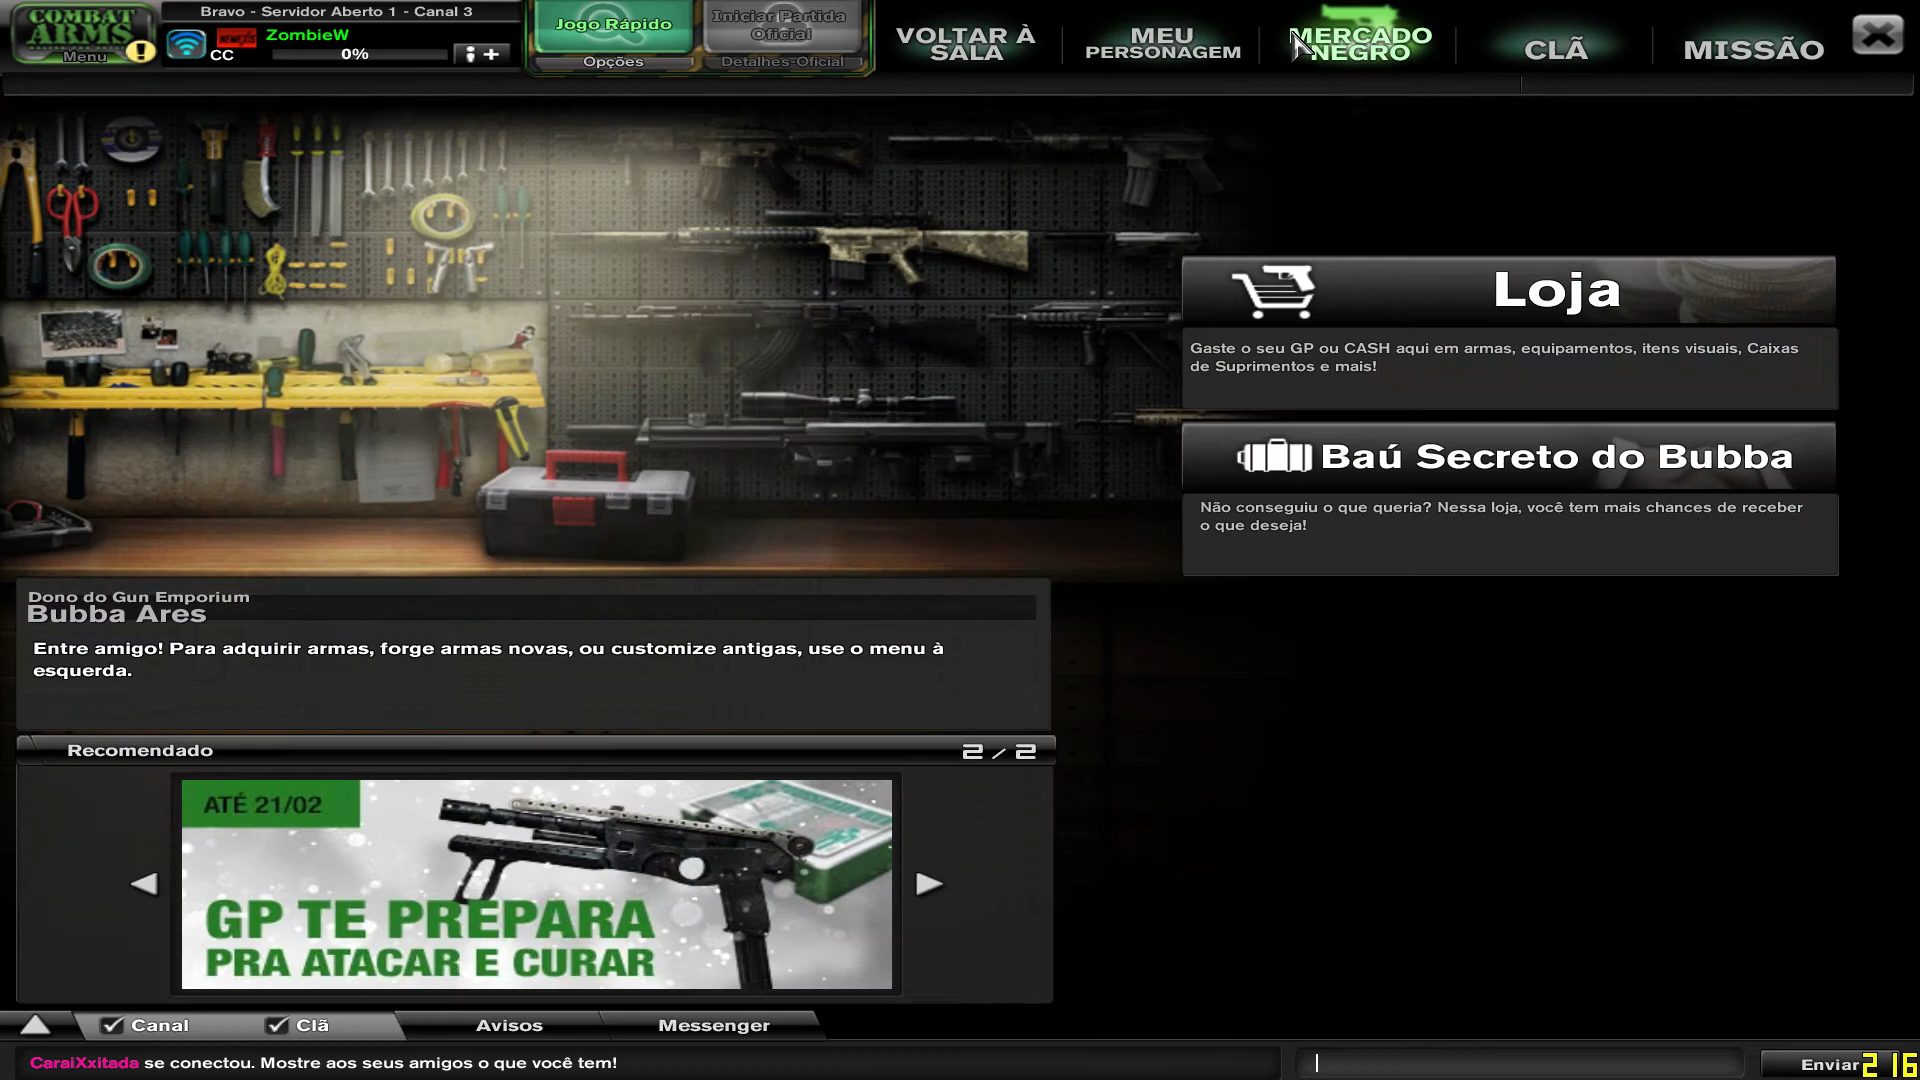 COMBAT
ARMS
Menu
Bravo - Servidor Aberto 1 - Canal 3
CC
ZombieW
0%
Jogo Rápido
Opções
Iniciar Partida
Oficial
Detalhes-Oficial
VOLTAR À
SALA
MEU
PERSONAGEM
MERCADO
NEGRO
CLÃ
MISSÃO
Loja
Gaste o seu GP ou CASH aqui em armas, equipamentos, itens visuais, Caixas
de Suprimentos e mais!
Baú Secreto do Bubba
Não conseguiu o que queria? Nessa loja, você tem mais chances de receber
o que deseja!
Dono do Gun Emporium
Bubba Ares
Entre amigo! Para adquirir armas, forge armas novas, ou customize antigas, use o menu à
esquerda.
Recomendado
2 / 2
ATÉ 21/02
GP TE PREPARA
PRA ATACAR E CURAR
Canal
Clã
Avisos
Messenger
CaraiXxitada se conectou. Mostre aos seus amigos o que você tem!
Enviar
216